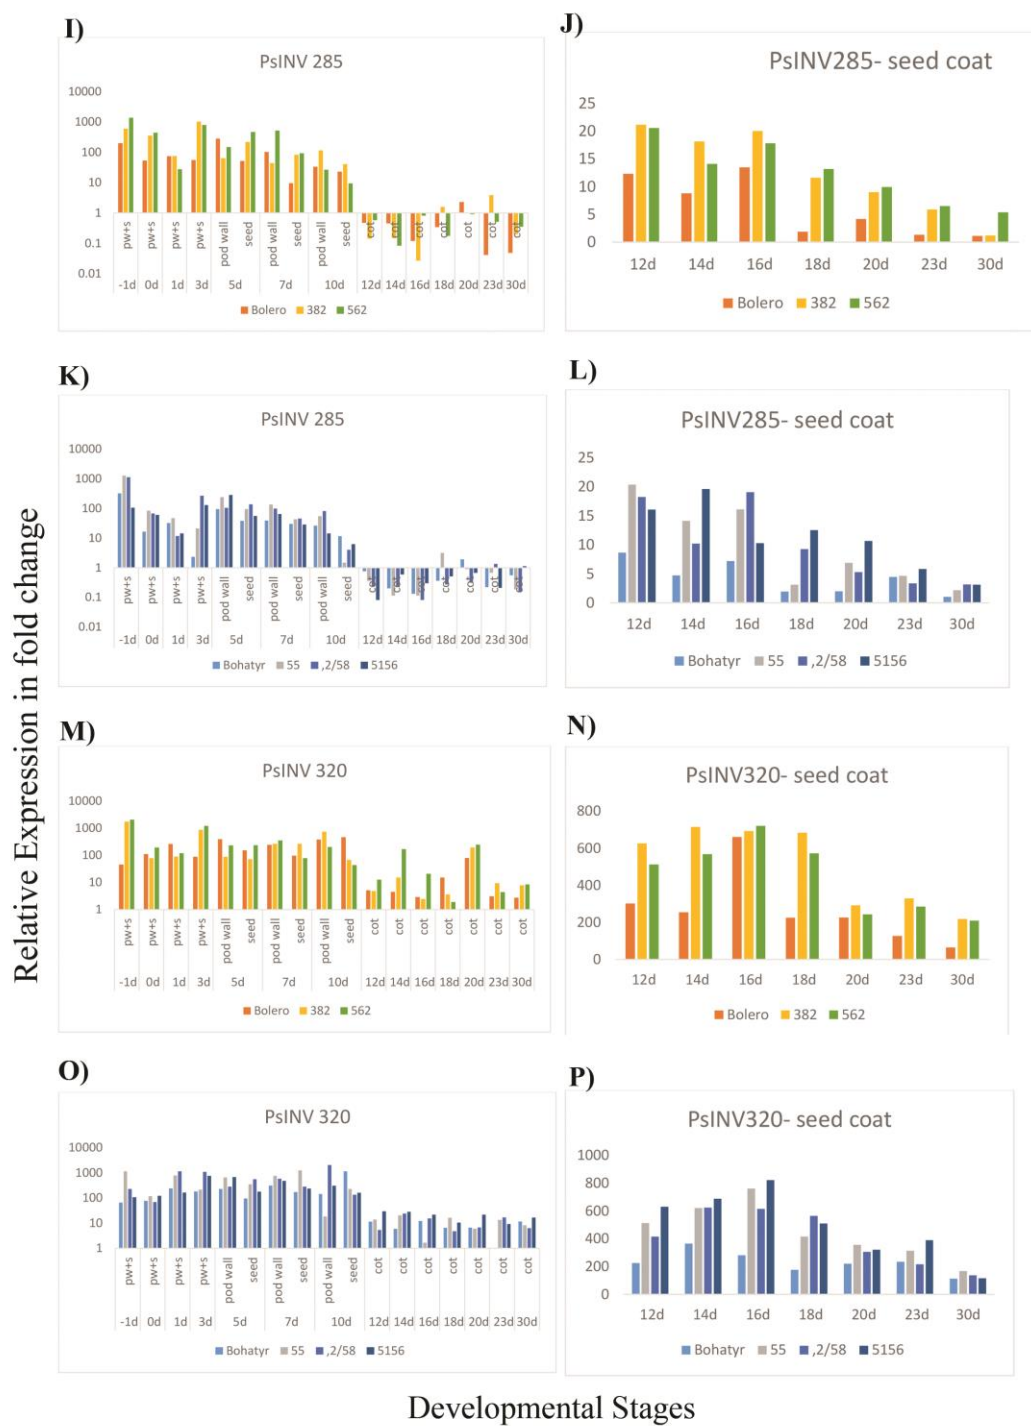 I)
PsINV 285
10000
1000
100
10
1
0.1
0.01
pw+s pw+s pw+s pw+s pod wall seed pod wall seed pod wall seed cot cot cot cot cot cot cot
-1d 0d 1d 3d 5d 7d 10d 12d 14d 16d 18d 20d 23d 30d
Bolero 382 562
J)
PsINV285- seed coat
25
20
15
10
5
0
12d 14d 16d 18d 20d 23d 30d
Bolero 382 562
K)
PsINV 285
10000
1000
100
10
1
0.1
0.01
pw+s pw+s pw+s pw+s pod wall seed pod wall seed pod wall seed cot cot cot cot cot cot cot
-1d 0d 1d 3d 5d 7d 10d 12d 14d 16d 18d 20d 23d 30d
Bohatyr 55 ,2/58 5156
L)
PsINV285- seed coat
25
20
15
10
5
0
12d 14d 16d 18d 20d 23d 30d
Bohatyr 55 ,2/58 5156
Relative Expression in fold change
M)
PsINV 320
10000
1000
100
10
1
pw+s pw+s pw+s pw+s pod wall seed pod wall seed pod wall seed cot cot cot cot cot cot cot
-1d 0d 1d 3d 5d 7d 10d 12d 14d 16d 18d 20d 23d 30d
Bolero 382 562
N)
PsINV320- seed coat
800
600
400
200
0
12d 14d 16d 18d 20d 23d 30d
Bolero 382 562
O)
PsINV 320
10000
1000
100
10
1
pw+s pw+s pw+s pw+s pod wall seed pod wall seed pod wall seed cot cot cot cot cot cot cot
-1d 0d 1d 3d 5d 7d 10d 12d 14d 16d 18d 20d 23d 30d
Bohatyr 55 ,2/58 5156
P)
PsINV320- seed coat
1000
800
600
400
200
0
12d 14d 16d 18d 20d 23d 30d
Bohatyr 55 ,2/58 5156
Developmental Stages